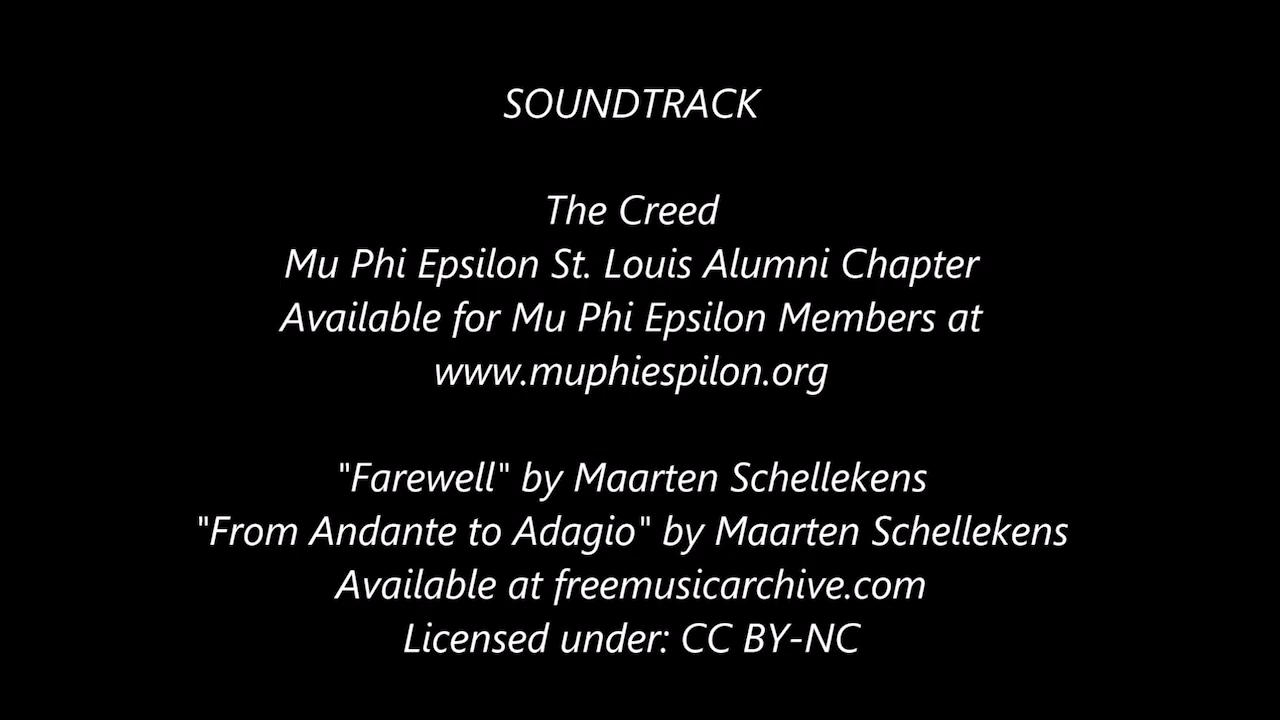 SOUNDTRACK
The Creed
Mu Phi Epsilon St. Louis Alumni Chapter
Available for Mu Phi Epsilon Members at
www.muphiespilon.org
"Farewell" by Maarten Schellekens
"From Andante to Adagio" by Maarten Schellekens
Available at freemusicarchive.com
Licensed under: CC BY-NC